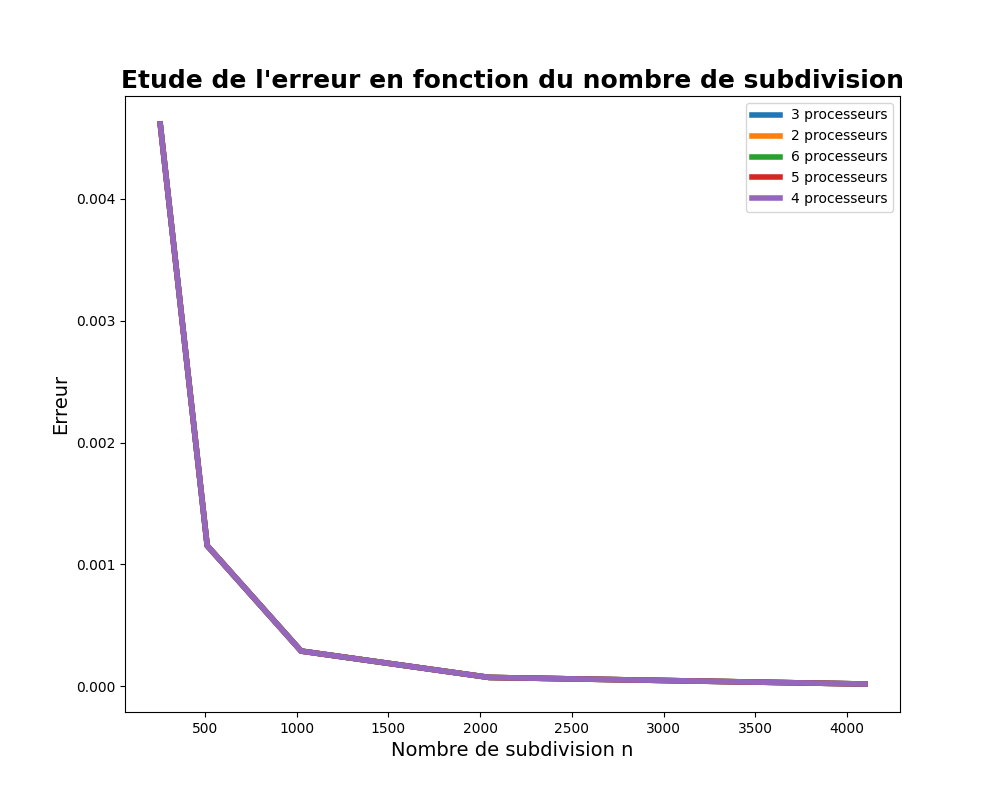 Etude de l'erreur en fonction du nombre de subdivision
3 processeurs
2 processeurs
6 processeurs
5 processeurs
4 processeurs
0.004
0.003
0.002
0.001
0.000
Erreur
500 1000 1500 2000 2500 3000 3500 4000
Nombre de subdivision n